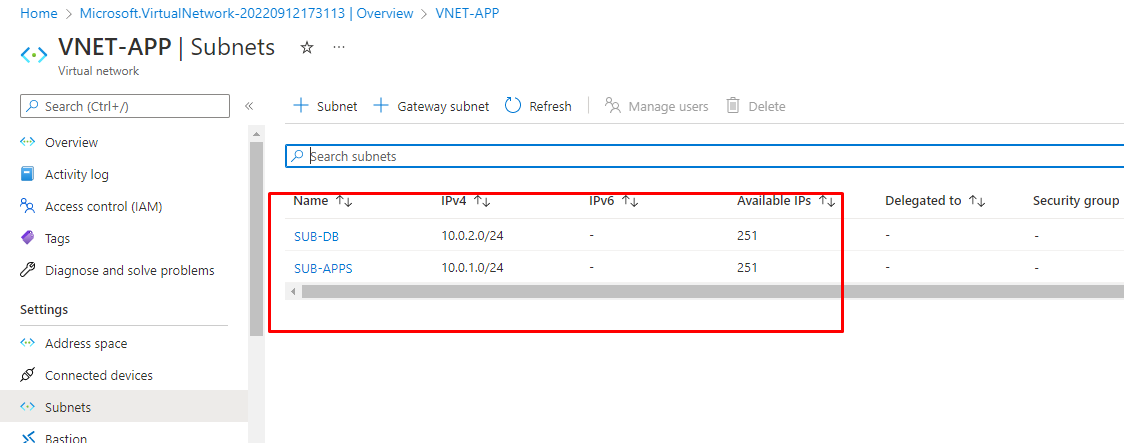 Home > Microsoft.VirtualNetwork-20220912173113 | Overview > VNET-APP
VNET-APP | Subnets
Virtual network
Search (Ctrl+/)
Overview
Activity log
Access control (IAM)
Tags
Diagnose and solve problems
Settings
Address space
Connected devices
Subnets
Bastion
+ Subnet + Gateway subnet Refresh Manage users Delete
Search subnets
Name IPv4 IPv6 Available IPs Delegated to Security group
SUB-DB 10.0.2.0/24 - 251 - -
SUB-APPS 10.0.1.0/24 - 251 - -